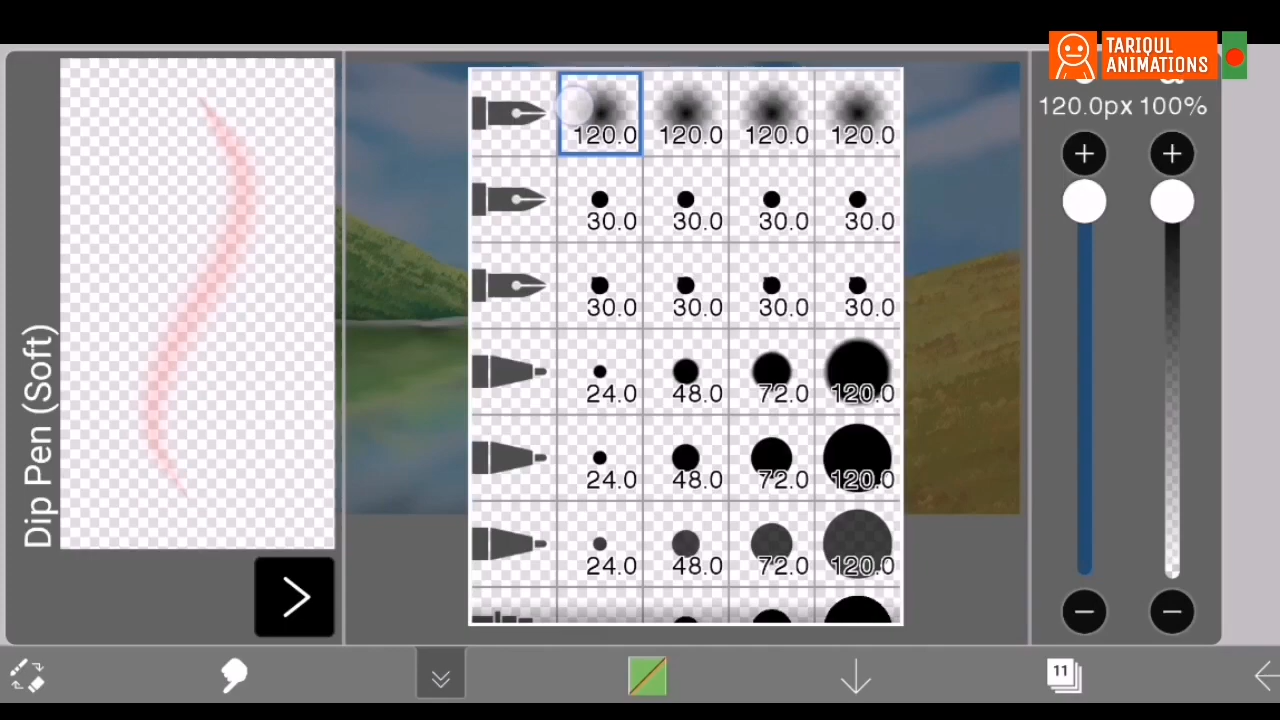 TARIQUL
ANIMATIONS
120.0px 100%
Dip Pen (Soft)
120.0 120.0 120.0 120.0
30.0 30.0 30.0 30.0
30.0 30.0 30.0 30.0
24.0 48.0 72.0 120.0
24.0 48.0 72.0 120.0
24.0 48.0 72.0 120.0
11